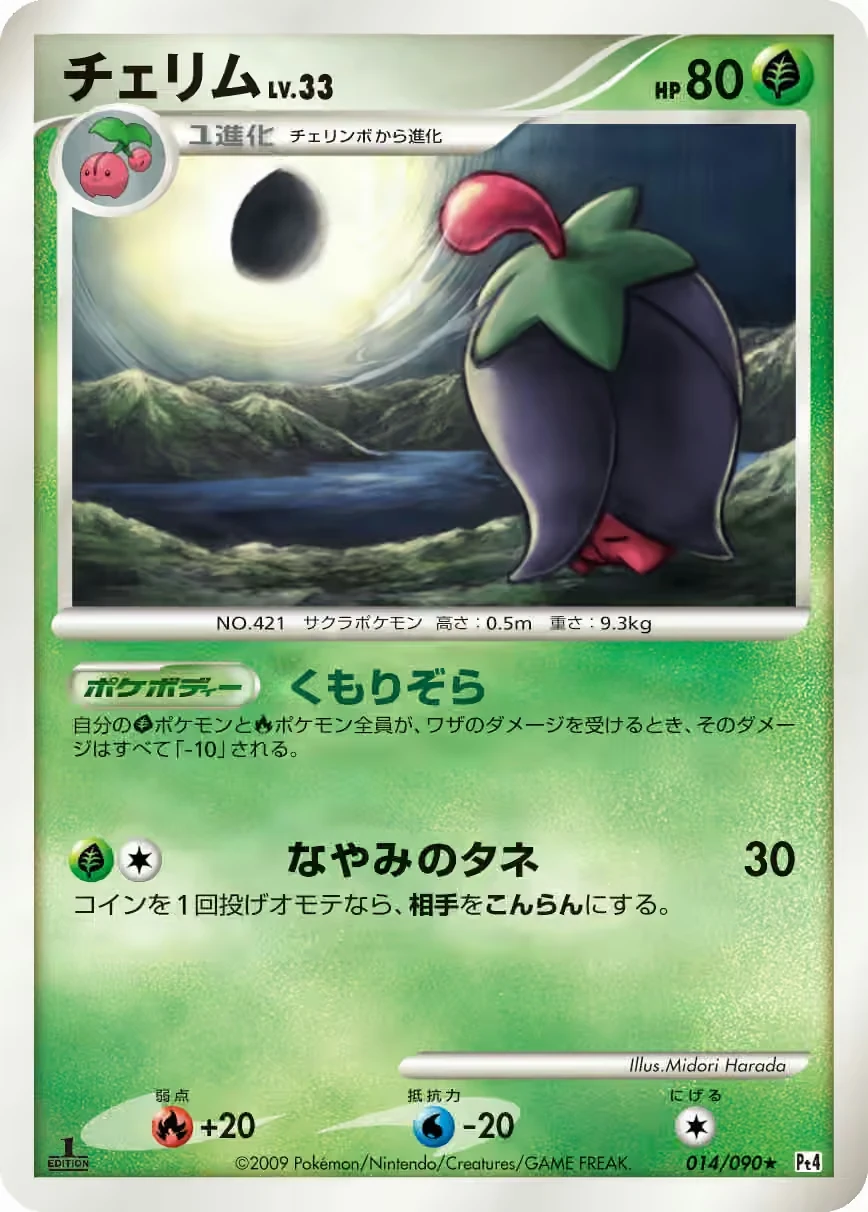 チェリム LV.33 HP 80
1進化 チェリンボから進化
NO.421 サクラポケモン 高さ：0.5m 重さ：9.3kg
ポケボディー くもりぞら
自分のポケモンとポケモン全員が、ワザのダメージを受けるとき、そのダメー
ジはすべて「-10」される。
なやみのタネ 30
コインを1回投げオモテなら、相手をこんらんにする。
Illus.Midori Harada
弱点 抵抗力 にげる
+20 -20
1 EDITION ©2009 Pokémon/Nintendo/Creatures/GAME FREAK. 014/090★ Pt4